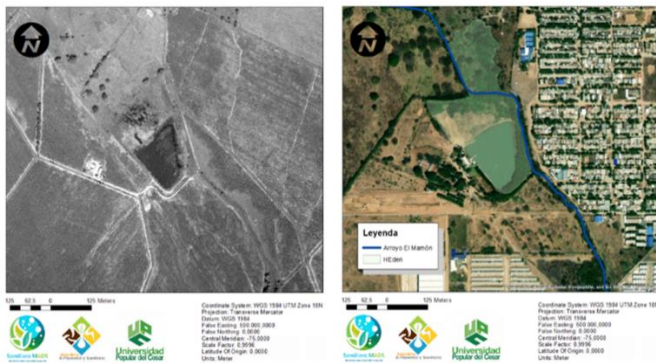 N
125 62.5 0 125 Meters
Coordinate System: WGS 1984 UTM Zone 18N
Projection: Transverse Mercator
Datum: WGS 1984
False Easting: 500.000,0000
False Northing: 0,0000
Central Meridian: -75,0000
Scale Factor: 0,9996
Latitude Of Origin: 0,0000
Units: Meter
Semillero MAJIS
UPC
Universidad
Popular del Cesar
N
Leyenda
Arroyo El Mamón
HEden
125 62.5 0 125 Meters
Coordinate System: WGS 1984 UTM Zone 18N
Projection: Transverse Mercator
Datum: WGS 1984
False Easting: 500.000,0000
False Northing: 0,0000
Central Meridian: -75,0000
Scale Factor: 0,9996
Latitude Of Origin: 0,0000
Units: Meter
Universidad
Popular del Cesar